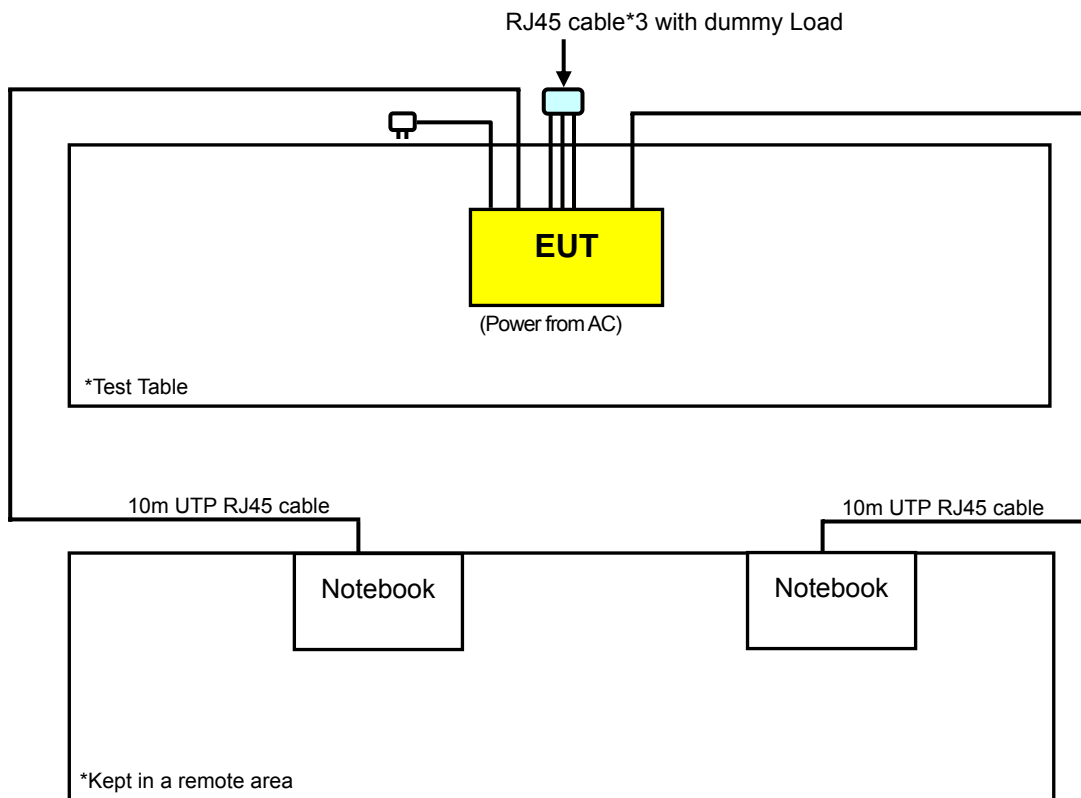 RJ45 cable*3 with dummy Load
EUT
(Power from AC)
*Test Table
10m UTP RJ45 cable
10m UTP RJ45 cable
Notebook
Notebook
*Kept in a remote area